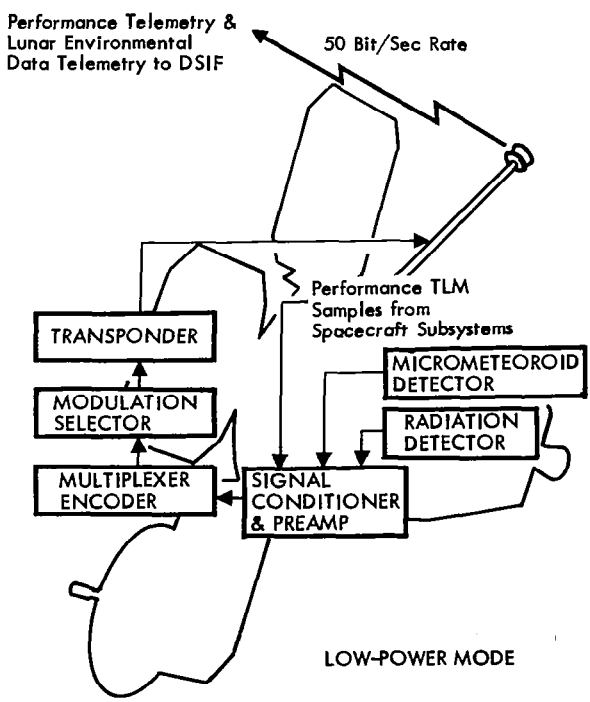 Performance Telemetry &
Lunar Environmental
Data Telemetry to DSIF
50 Bit/Sec Rate
Performance TLM
Samples from
Spacecraft Subsystems
TRANSPONDER
MICROMETEOROID
DETECTOR
MODULATION
SELECTOR
RADIATION
DETECTOR
MULTIPLEXER
ENCODER
SIGNAL
CONDITIONER
& PREAMP
LOW-POWER MODE